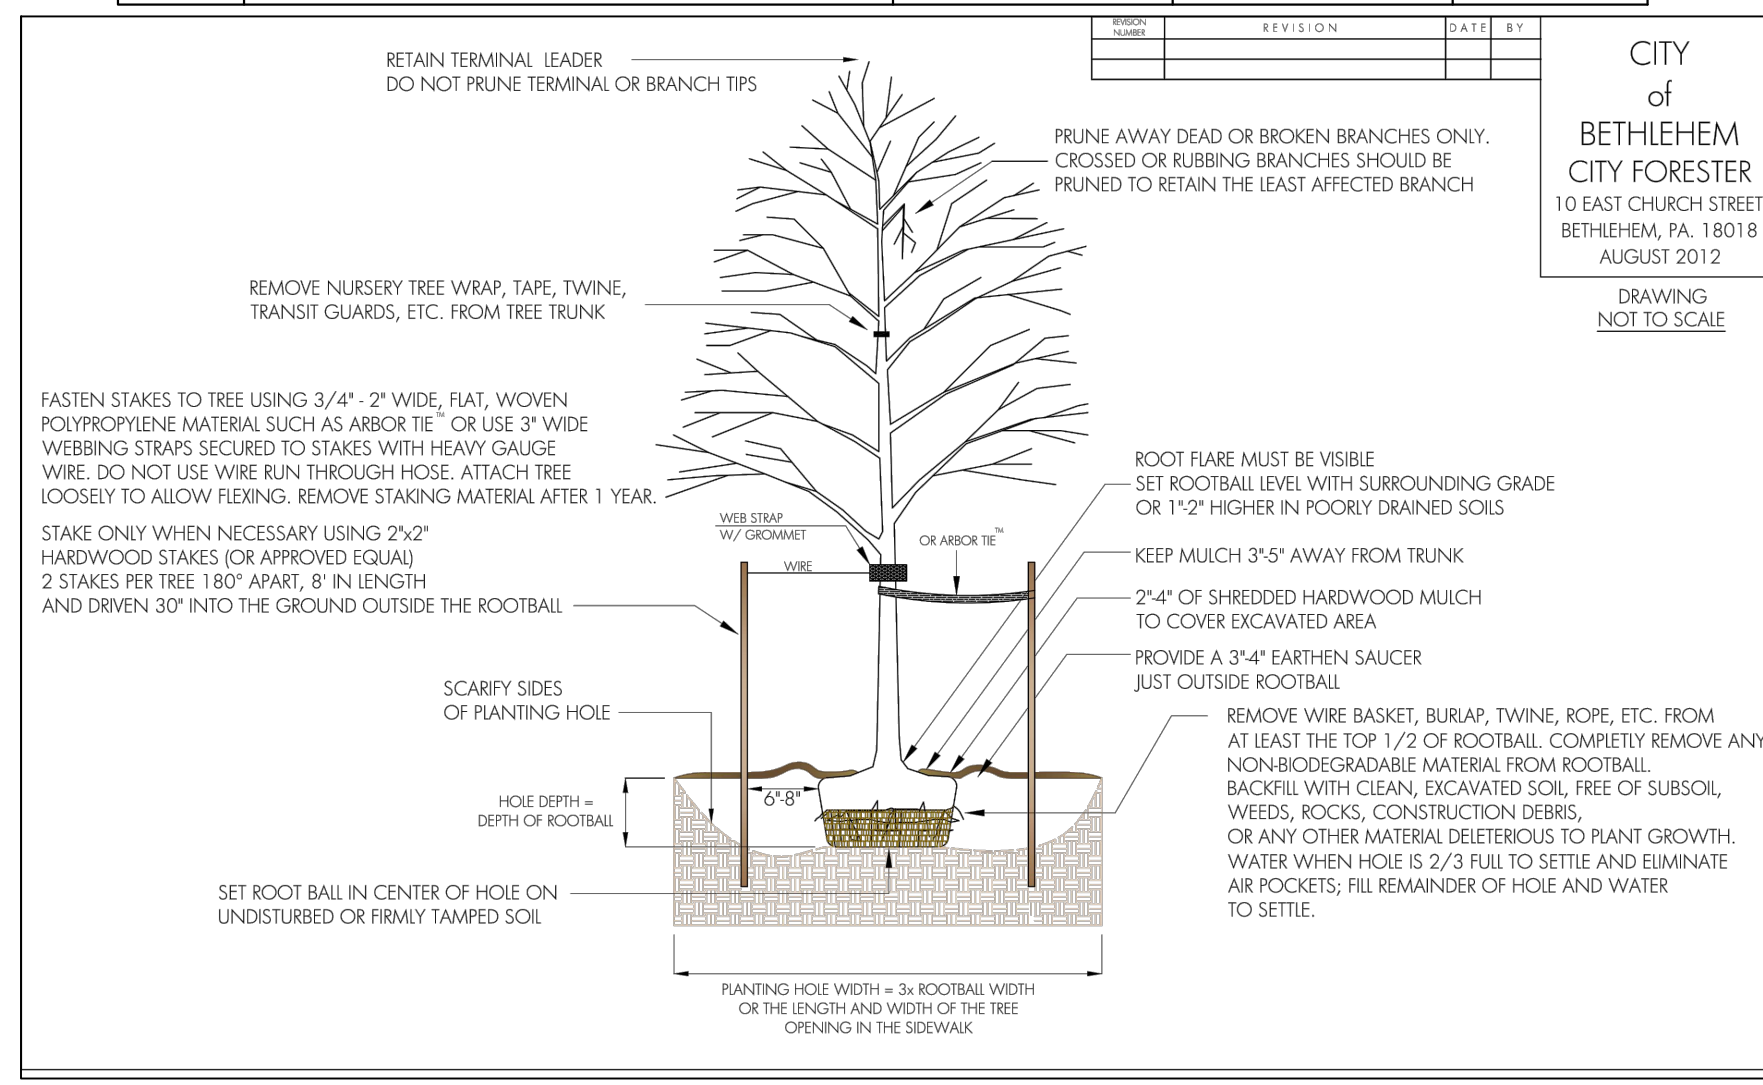 REVISION NUMBER
REVISION
DATE
BY
CITY
of
BETHLEHEM
CITY FORESTER
10 EAST CHURCH STREET
BETHLEHEM, PA. 18018
AUGUST 2012
DRAWING
NOT TO SCALE
RETAIN TERMINAL LEADER
DO NOT PRUNE TERMINAL OR BRANCH TIPS
PRUNE AWAY DEAD OR BROKEN BRANCHES ONLY.
CROSSED OR RUBBING BRANCHES SHOULD BE
PRUNED TO RETAIN THE LEAST AFFECTED BRANCH
REMOVE NURSERY TREE WRAP, TAPE, TWINE,
TRANSIT GUARDS, ETC. FROM TREE TRUNK
FASTEN STAKES TO TREE USING 3/4" - 2" WIDE, FLAT, WOVEN
POLYPROPYLENE MATERIAL SUCH AS ARBOR TIE™ OR USE 3" WIDE
WEBBING STRAPS SECURED TO STAKES WITH HEAVY GAUGE
WIRE. DO NOT USE WIRE RUN THROUGH HOSE. ATTACH TREE
LOOSELY TO ALLOW FLEXING. REMOVE STAKING MATERIAL AFTER 1 YEAR.
STAKE ONLY WHEN NECESSARY USING 2"x2"
HARDWOOD STAKES (OR APPROVED EQUAL)
2 STAKES PER TREE 180° APART, 8' IN LENGTH
AND DRIVEN 30" INTO THE GROUND OUTSIDE THE ROOTBALL
WEB STRAP
W/ GROMMET
WIRE
OR ARBOR TIE™
ROOT FLARE MUST BE VISIBLE
SET ROOTBALL LEVEL WITH SURROUNDING GRADE
OR 1"-2" HIGHER IN POORLY DRAINED SOILS
KEEP MULCH 3"-5" AWAY FROM TRUNK
2"-4" OF SHREDDED HARDWOOD MULCH
TO COVER EXCAVATED AREA
PROVIDE A 3"-4" EARTHEN SAUCER
JUST OUTSIDE ROOTBALL
SCARIFY SIDES
OF PLANTING HOLE
REMOVE WIRE BASKET, BURLAP, TWINE, ROPE, ETC. FROM
AT LEAST THE TOP 1/2 OF ROOTBALL. COMPLETLY REMOVE ANY
NON-BIODEGRADABLE MATERIAL FROM ROOTBALL.
BACKFILL WITH CLEAN, EXCAVATED SOIL, FREE OF SUBSOIL,
WEEDS, ROCKS, CONSTRUCTION DEBRIS,
OR ANY OTHER MATERIAL DELETERIOUS TO PLANT GROWTH.
WATER WHEN HOLE IS 2/3 FULL TO SETTLE AND ELIMINATE
AIR POCKETS; FILL REMAINDER OF HOLE AND WATER
TO SETTLE.
6"-8"
HOLE DEPTH =
DEPTH OF ROOTBALL
SET ROOT BALL IN CENTER OF HOLE ON
UNDISTURBED OR FIRMLY TAMPED SOIL
PLANTING HOLE WIDTH = 3x ROOTBALL WIDTH
OR THE LENGTH AND WIDTH OF THE TREE
OPENING IN THE SIDEWALK